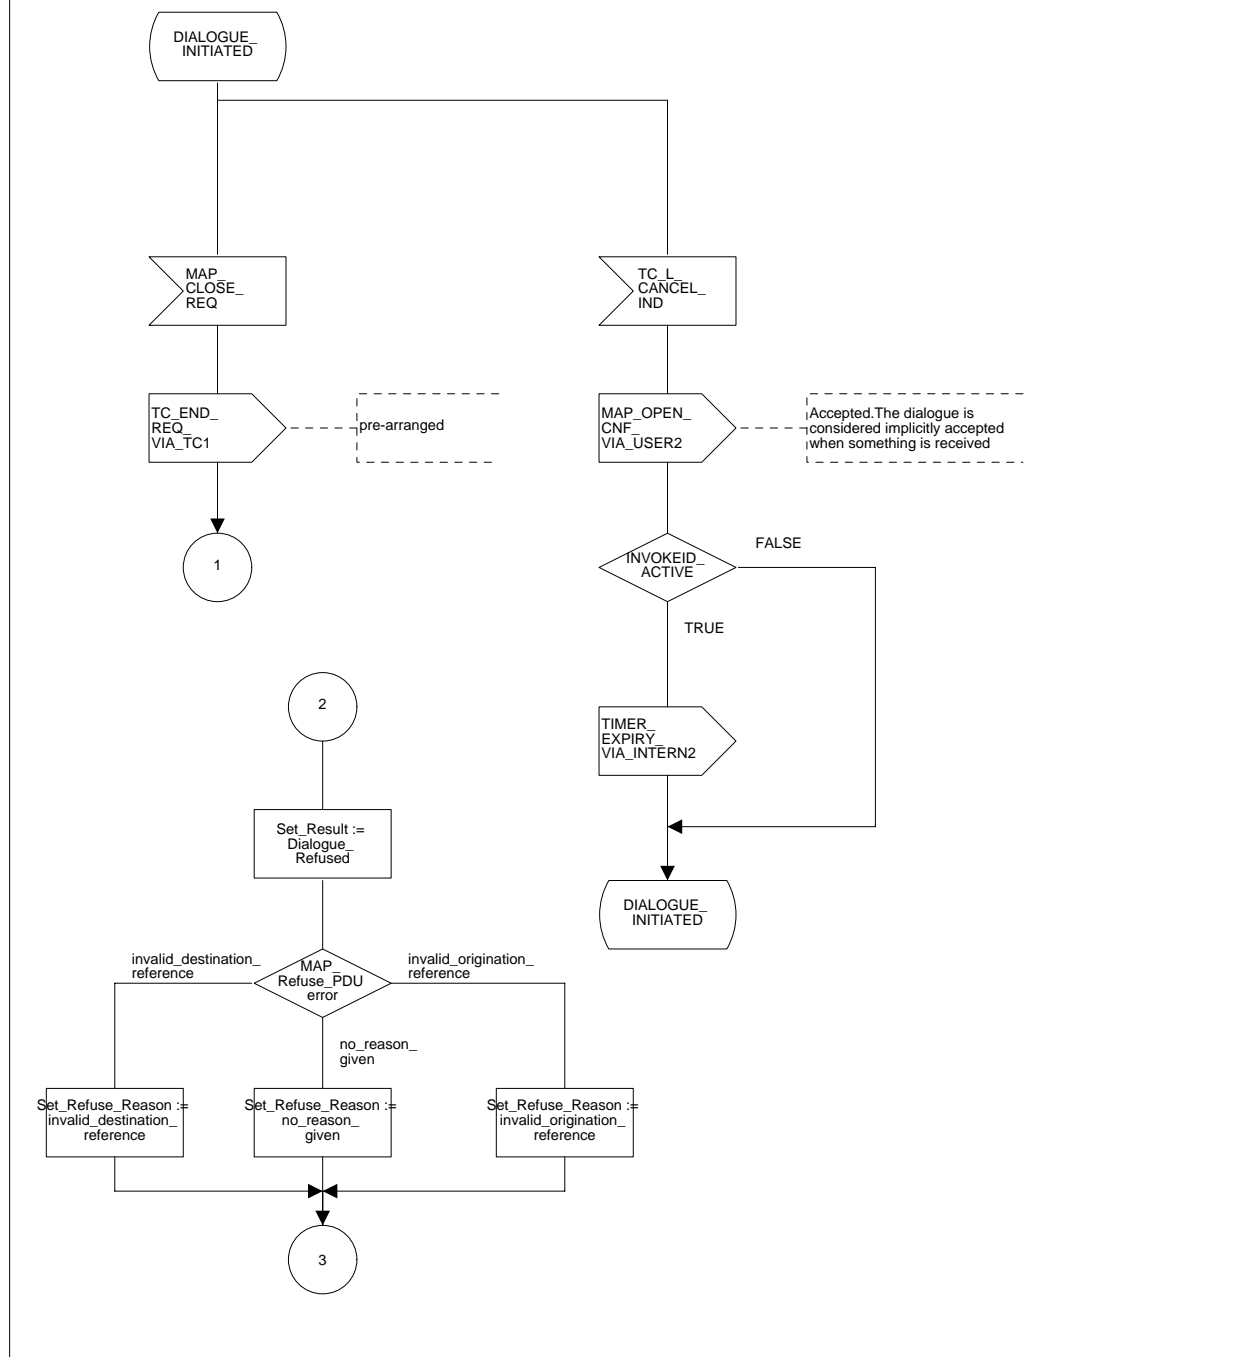 DIALOGUE_
INITIATED
MAP_
CLOSE_
REQ
TC_L_
CANCEL_
IND
TC_END_
REQ_
VIA_TC1
pre-arranged
MAP_OPEN_
CNF_
VIA_USER2
Accepted.The dialogue is
considered implicitly accepted
when something is received
1
INVOKEID_
ACTIVE
FALSE
TRUE
TIMER_
EXPIRY_
VIA_INTERN2
DIALOGUE_
INITIATED
2
Set_Result :=
Dialogue_
Refused
MAP_
Refuse_PDU
error
invalid_destination_
reference
invalid_origination_
reference
no_reason_
given
Set_Refuse_Reason :=
invalid_destination_
reference
Set_Refuse_Reason :=
no_reason_
given
Set_Refuse_Reason :=
invalid_origination_
reference
3